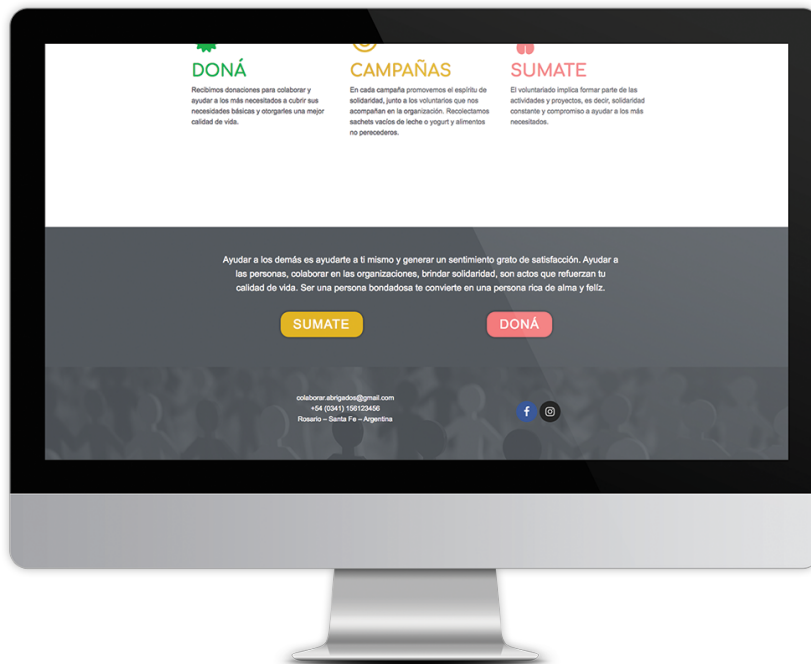 DONÁ
Recibimos donaciones para colaborar y
ayudar a los más necesitados a cubrir sus
necesidades básicas y otorgarles una mejor
calidad de vida.
CAMPAÑAS
En cada campaña promovemos el espíritu de
solidaridad, junto a los voluntarios que nos
acompañan en la organización. Recolectamos
sachets vacíos de leche o yogurt y alimentos
no perecederos.
SUMATE
El voluntariado implica formar parte de las
actividades y proyectos, es decir, solidaridad
constante y compromiso a ayudar a los más
necesitados.
Ayudar a los demás es ayudarte a ti mismo y generar un sentimiento grato de satisfacción. Ayudar a
las personas, colaborar en las organizaciones, brindar solidaridad, son actos que refuerzan tu
calidad de vida. Ser una persona bondadosa te convierte en una persona rica de alma y felíz.
SUMATE
DONÁ
colaborar.abrigados@gmail.com
+54 (0341) 156123456
Rosario – Santa Fe – Argentina